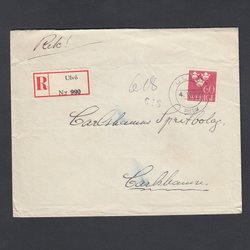 Rek!
R
Ulvö
Nr 990
60
SVERIGE
Carlshamns Spritbolag
Carlshamn.